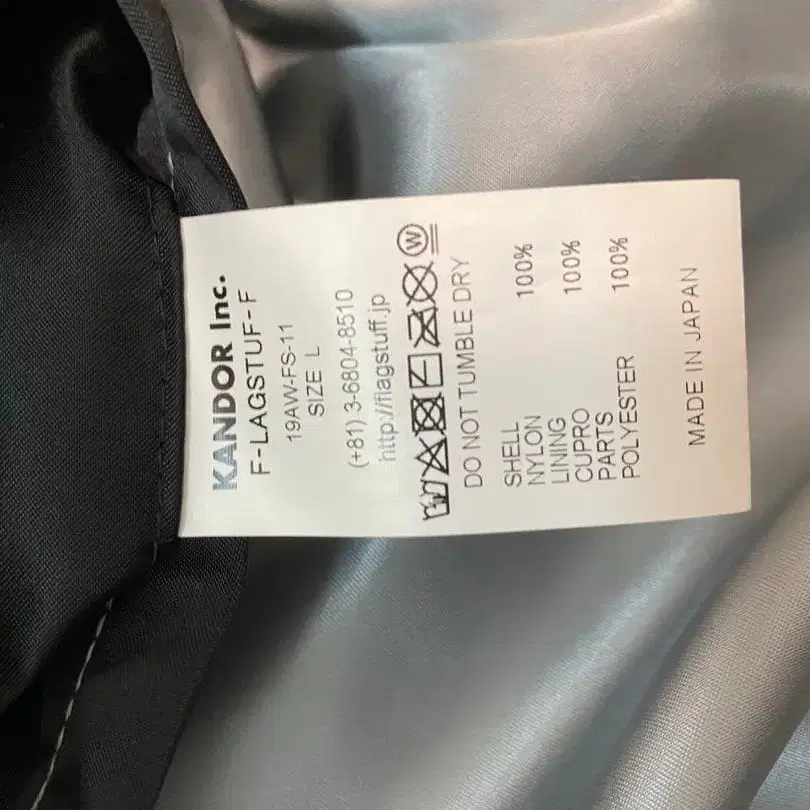 KANDOR Inc.
F-LAGSTUF-F
19AW-FS-11
SIZE L
(+81) 3-6804-8510
http://flagstuff.jp
W
DO NOT TUMBLE DRY
SHELL
NYLON 100%
LINING
CUPRO 100%
PARTS
POLYESTER 100%
MADE IN JAPAN